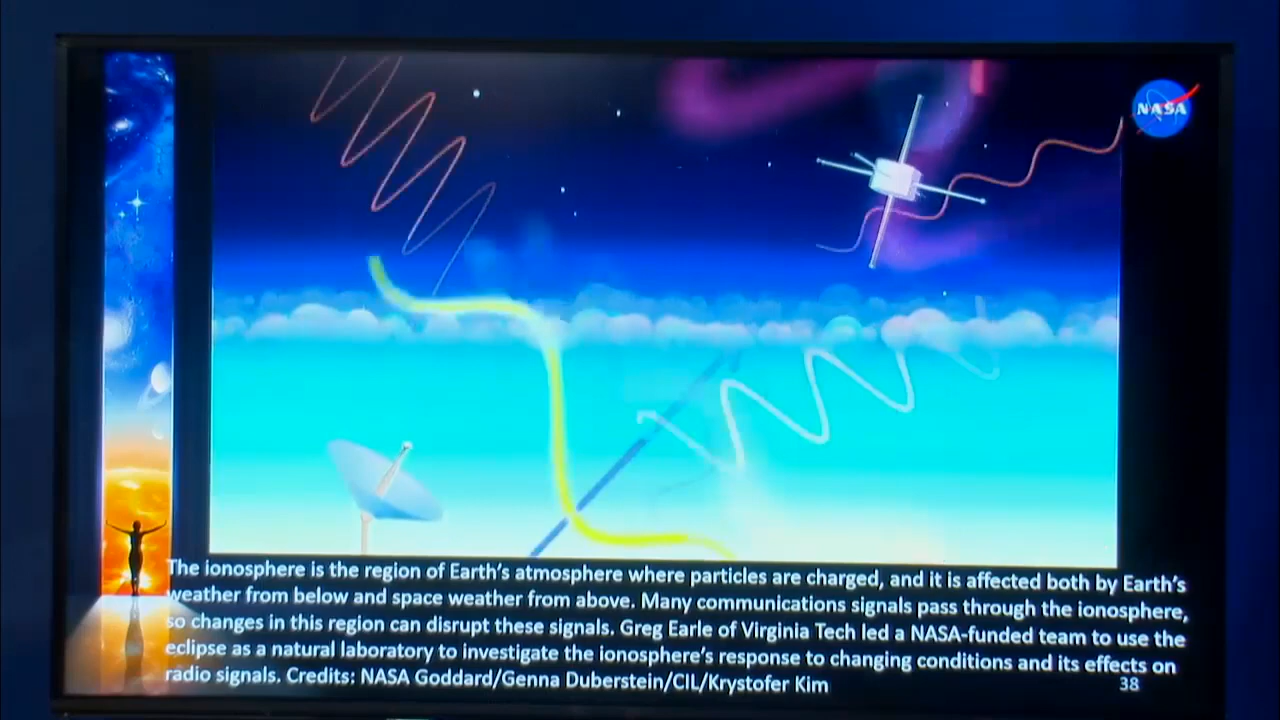 NASA
The ionosphere is the region of Earth's atmosphere where particles are charged, and it is affected both by Earth's
weather from below and space weather from above. Many communications signals pass through the ionosphere,
so changes in this region can disrupt these signals. Greg Earle of Virginia Tech led a NASA-funded team to use the
eclipse as a natural laboratory to investigate the ionosphere's response to changing conditions and its effects on
radio signals. Credits: NASA Goddard/Genna Duberstein/CIL/Krystofer Kim
38